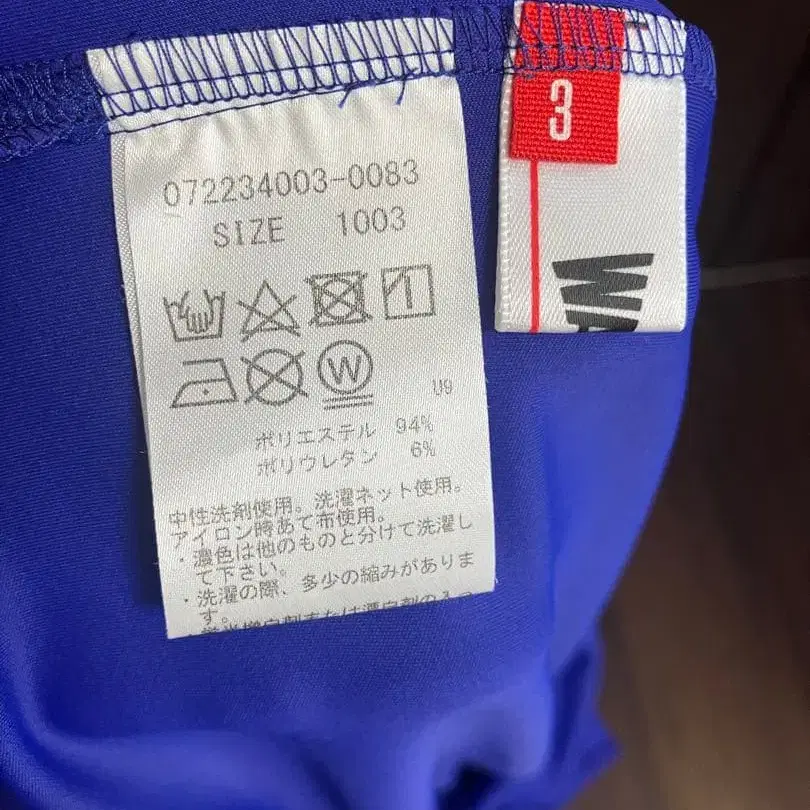 072234003-0083
SIZE 1003
W
U9
ポリエステル 94%
ポリウレタン 6%
中性洗剤使用。洗濯ネット使用。
アイロン時あて布使用。
・濃色は他のものと分けて洗濯し
て下さい。
・洗濯の際、多少の縮みがありま
す。
3